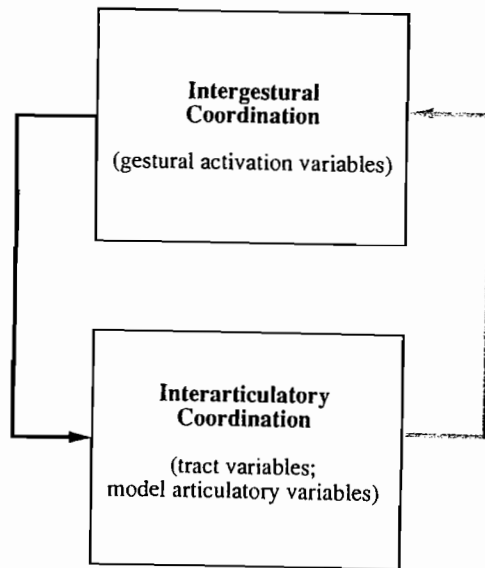 Intergestural
Coordination
(gestural activation variables)
Interarticulatory
Coordination
(tract variables;
model articulatory variables)